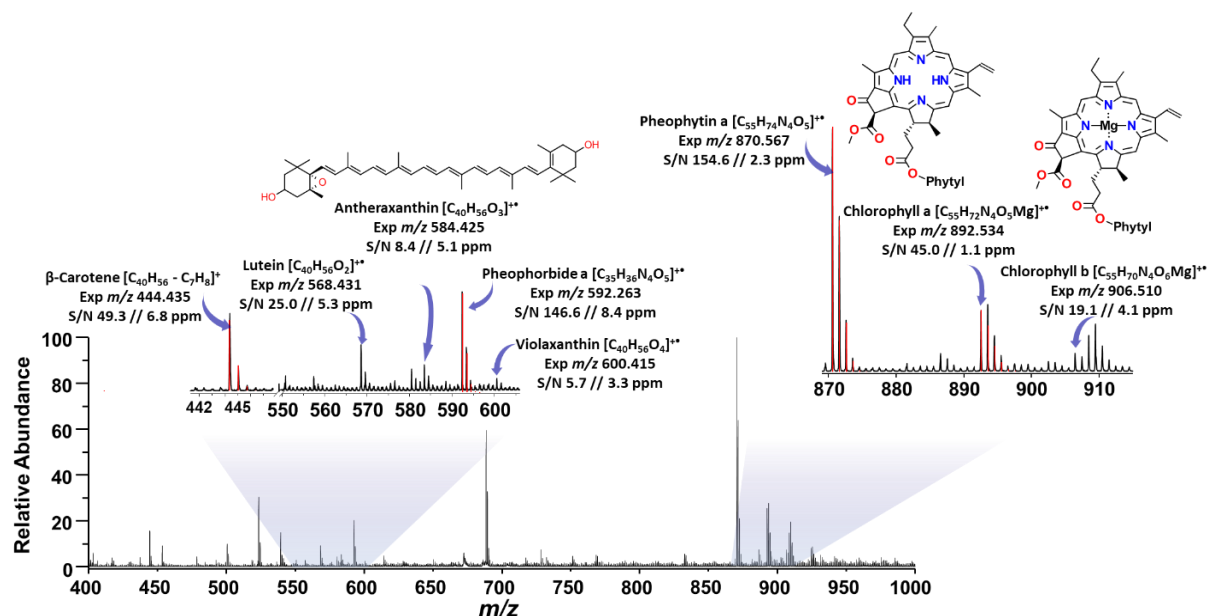 Pheophytin a [C₅₅H₇₄N₄O₅]⁺•
Exp m/z 870.567
S/N 154.6 // 2.3 ppm
N
NH
HN
N
O
O
O
O
O
Phytyl
N
N
Mg
N
N
O
O
O
O
O
Phytyl
Chlorophyll a [C₅₅H₇₂N₄O₅Mg]⁺•
Exp m/z 892.534
S/N 45.0 // 1.1 ppm
Chlorophyll b [C₅₅H₇₀N₄O₆Mg]⁺•
Exp m/z 906.510
S/N 19.1 // 4.1 ppm
OH
O
HO
Antheraxanthin [C₄₀H₅₆O₃]⁺•
Exp m/z 584.425
S/N 8.4 // 5.1 ppm
β-Carotene [C₄₀H₅₆ - C₇H₈]⁺
Exp m/z 444.435
S/N 49.3 // 6.8 ppm
Lutein [C₄₀H₅₆O₂]⁺•
Exp m/z 568.431
S/N 25.0 // 5.3 ppm
Pheophorbide a [C₃₅H₃₆N₄O₅]⁺•
Exp m/z 592.263
S/N 146.6 // 8.4 ppm
Violaxanthin [C₄₀H₅₆O₄]⁺•
Exp m/z 600.415
S/N 5.7 // 3.3 ppm
442 445 550 560 570 580 590 600
870 880 890 900 910
Relative Abundance
100
80
60
40
20
0
400 450 500 550 600 650 700 750 800 850 900 950 1000
m/z